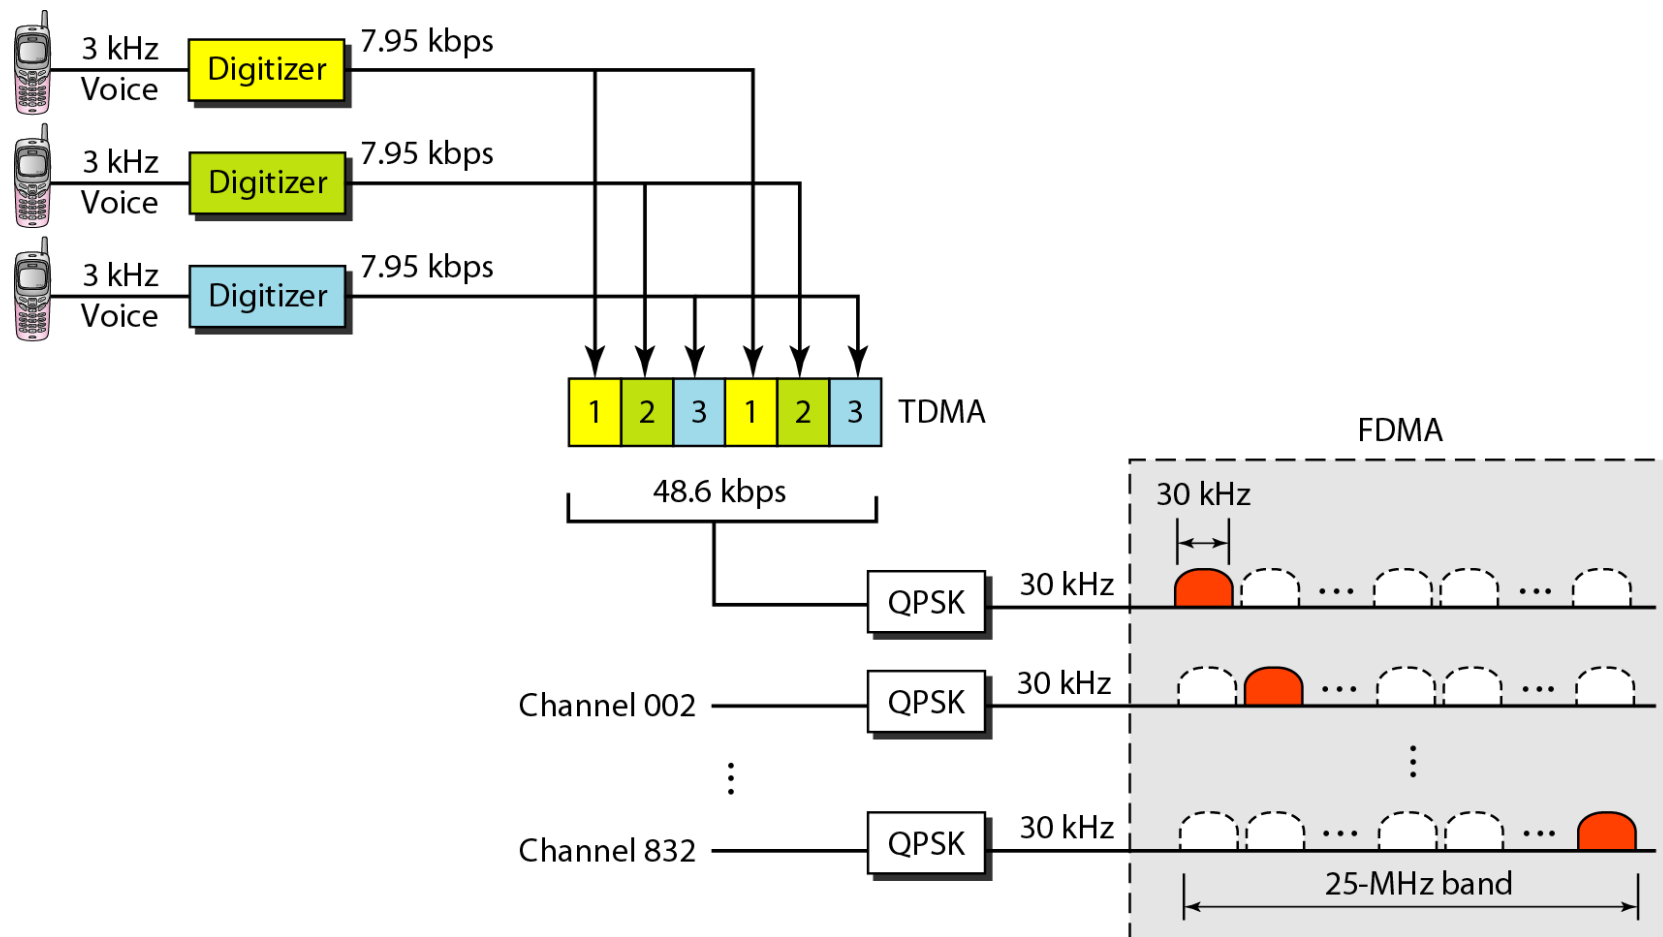 3 kHz
Voice
Digitizer
7.95 kbps
3 kHz
Voice
Digitizer
7.95 kbps
3 kHz
Voice
Digitizer
7.95 kbps
1 2 3 1 2 3
TDMA
48.6 kbps
FDMA
30 kHz
QPSK
30 kHz
...
...
Channel 002
QPSK
30 kHz
...
...
Channel 832
QPSK
30 kHz
...
...
25-MHz band